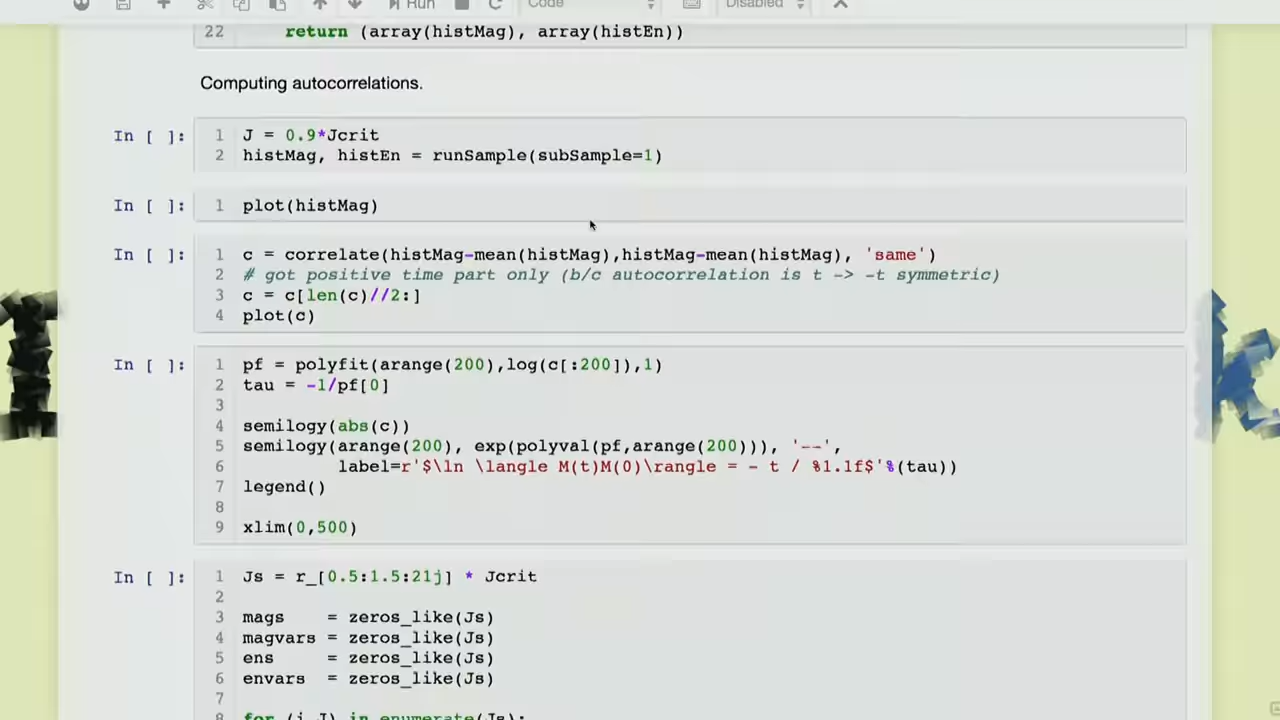 Run Code Disabled
22 return (array(histMag), array(histEn))
Computing autocorrelations.
In [ ]: 1 J = 0.9*Jcrit
2 histMag, histEn = runSample(subSample=1)
In [ ]: 1 plot(histMag)
In [ ]: 1 c = correlate(histMag-mean(histMag),histMag-mean(histMag), 'same')
2 # got positive time part only (b/c autocorrelation is t -> -t symmetric)
3 c = c[len(c)//2:]
4 plot(c)
In [ ]: 1 pf = polyfit(arange(200),log(c[:200]),1)
2 tau = -1/pf[0]
3
4 semilogy(abs(c))
5 semilogy(arange(200), exp(polyval(pf,arange(200))), '--',
6 label=r'$\ln \langle M(t)M(0)\rangle = - t / %1.1f$'%(tau))
7 legend()
8
9 xlim(0,500)
In [ ]: 1 Js = r_[0.5:1.5:21j] * Jcrit
2
3 mags = zeros_like(Js)
4 magvars = zeros_like(Js)
5 ens = zeros_like(Js)
6 envars = zeros_like(Js)
7
8 for (i,J) in enumerate(Js):